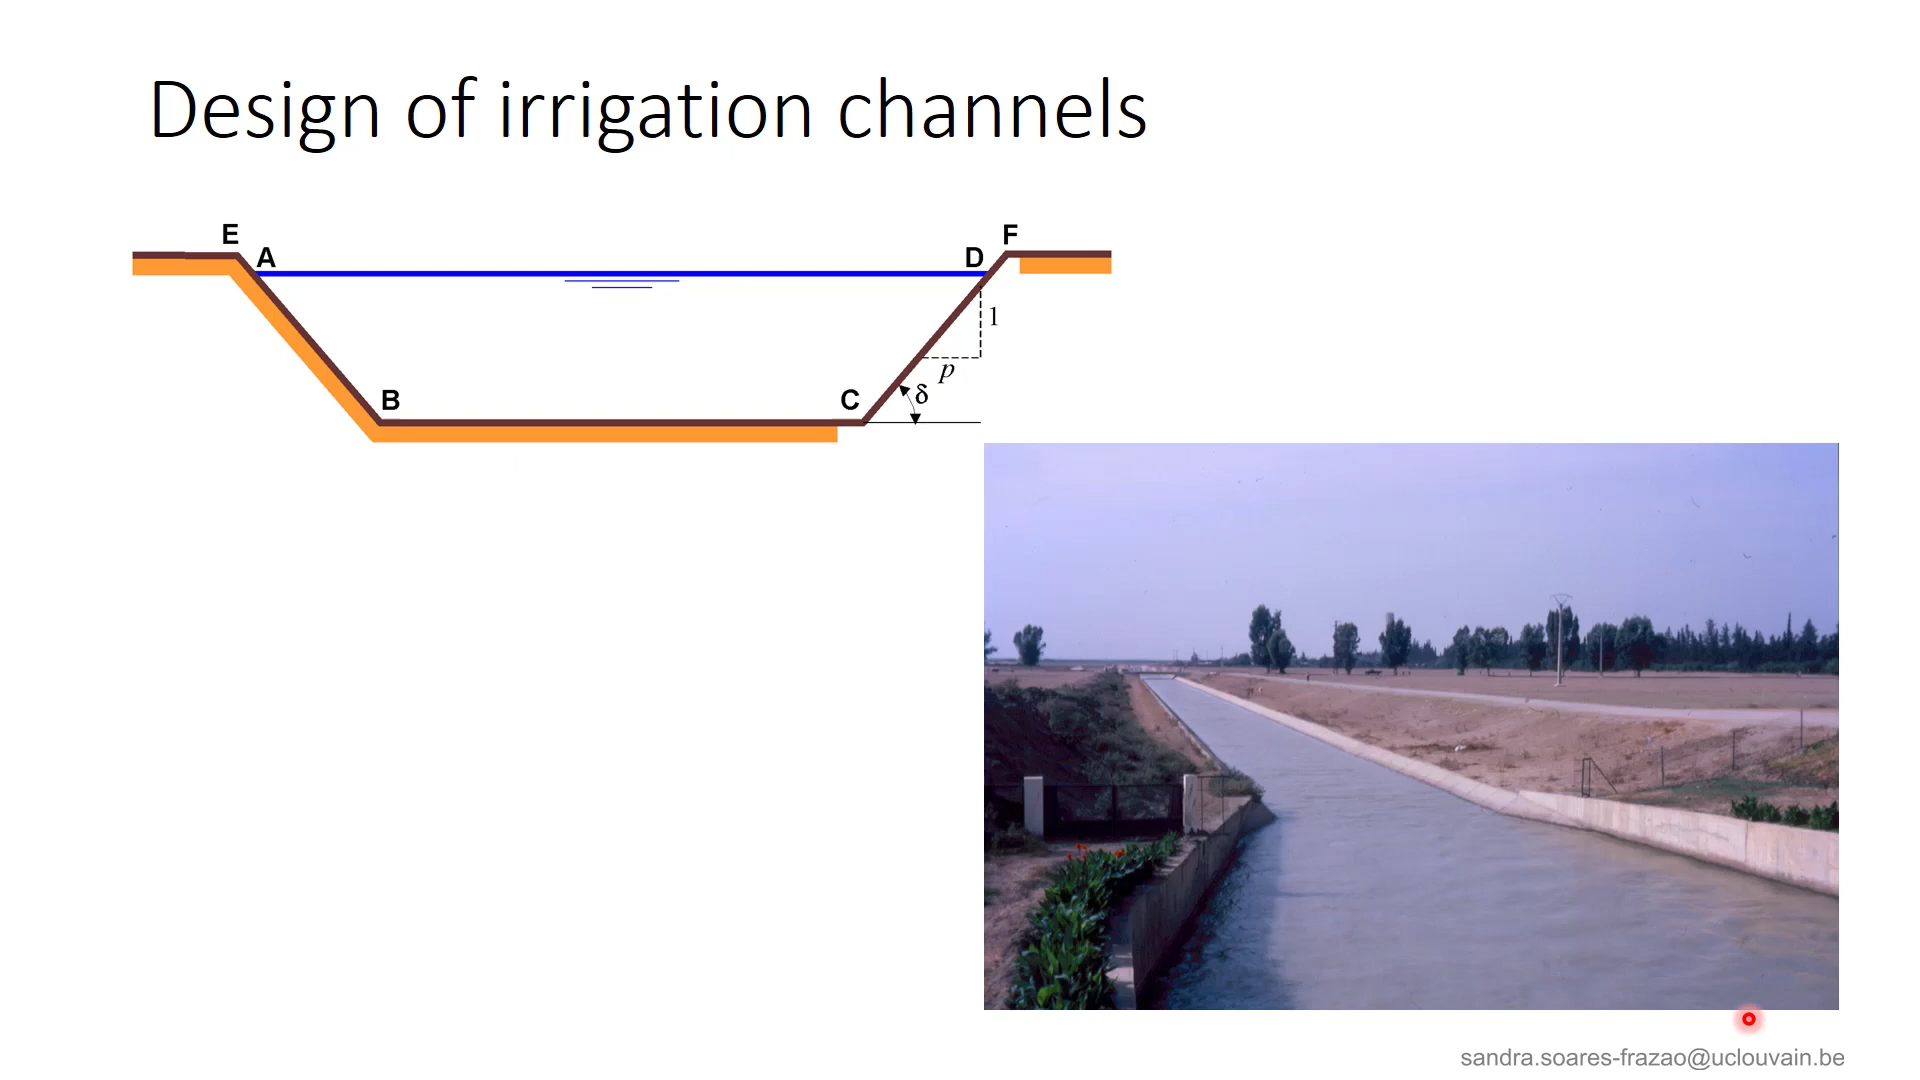 Design of irrigation channels
E
A
D
F
1
p
δ
B
C
sandra.soares-frazao@uclouvain.be